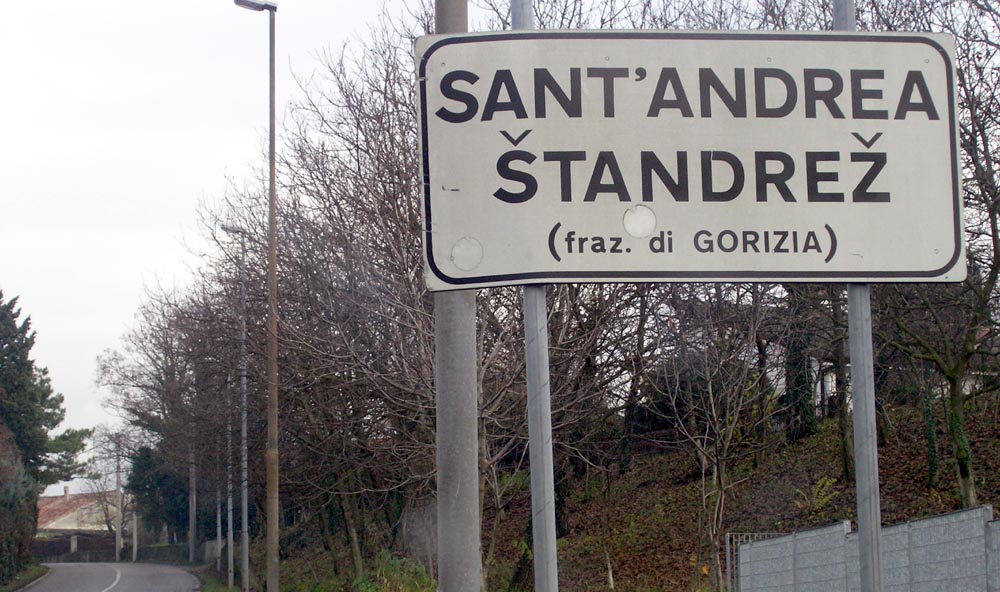 SANT'ANDREA
ŠTANDREŽ
(fraz. di GORIZIA)